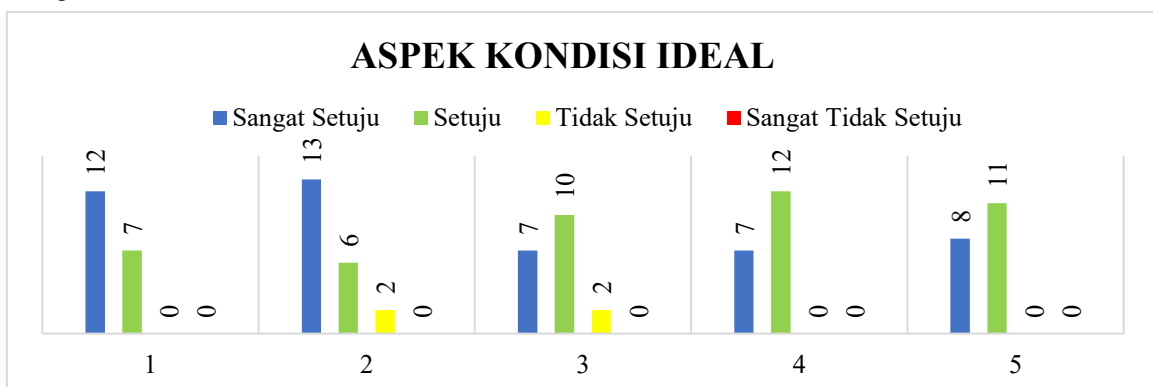 ASPEK KONDISI IDEAL
Sangat Setuju Setuju Tidak Setuju Sangat Tidak Setuju
12 7 0 0 13 6 2 0 7 10 2 0 7 12 0 0 8 11 0 0
1 2 3 4 5